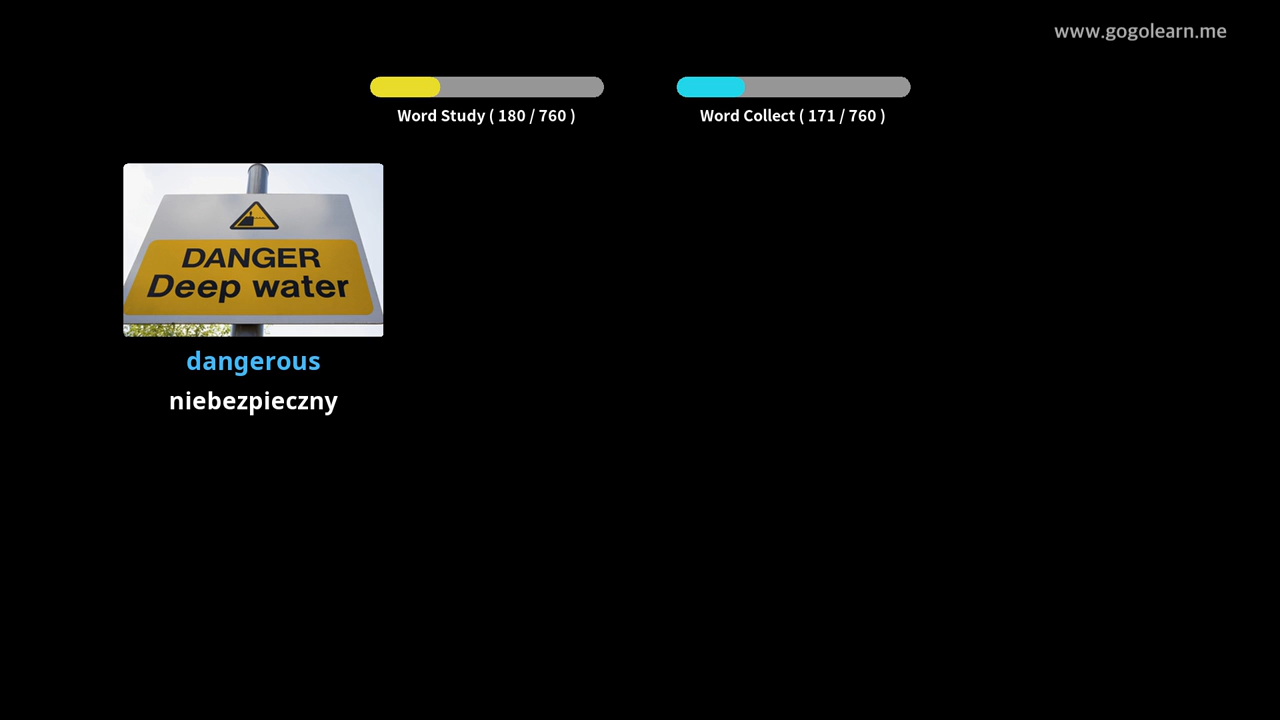 www.gogolearn.me
Word Study ( 180 / 760 )
Word Collect ( 171 / 760 )
DANGER
Deep water
dangerous
niebezpieczny